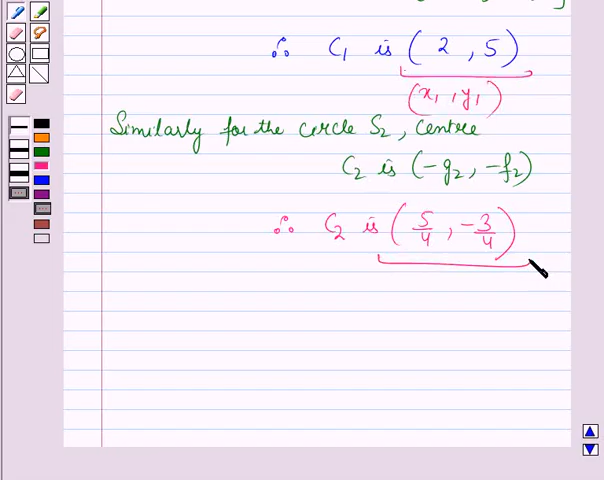 ∴ C₁ is (2, 5)
(x₁, y₁)
Similarly for the circle S₂, centre
C₂ is (-g₂, -f₂)
∴ C₂ is (5/4, -3/4)